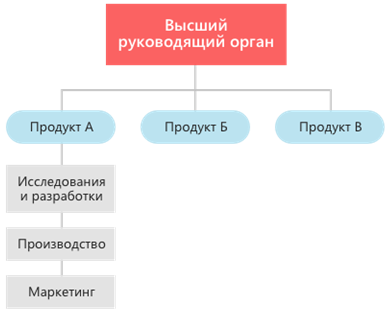 Высший
руководящий орган
Продукт А
Продукт Б
Продукт В
Исследования
и разработки
Производство
Маркетинг